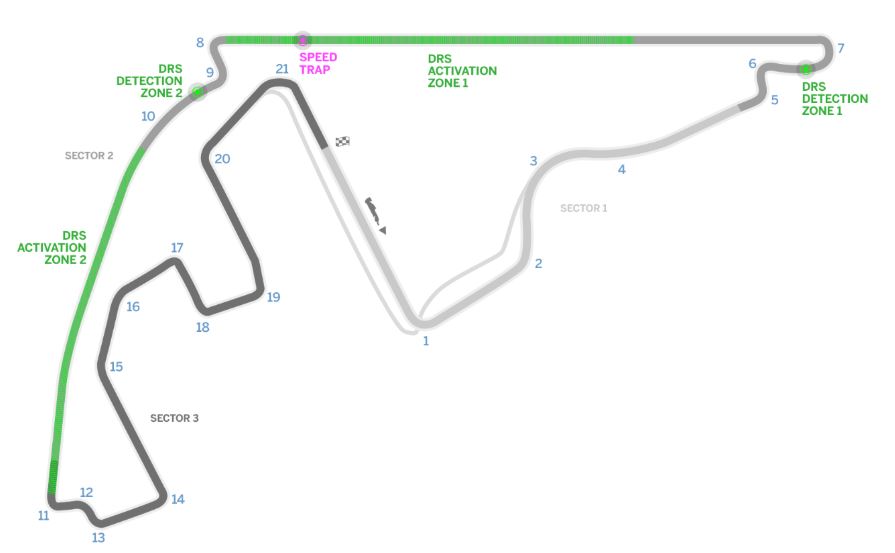 8
7
SPEED
TRAP
DRS
ACTIVATION
ZONE 1
6
21
9
DRS
DETECTION
ZONE 2
5
DRS
DETECTION
ZONE 1
10
SECTOR 2
20
3
4
SECTOR 1
DRS
ACTIVATION
ZONE 2
17
2
16
19
18
1
15
SECTOR 3
12
14
11
13